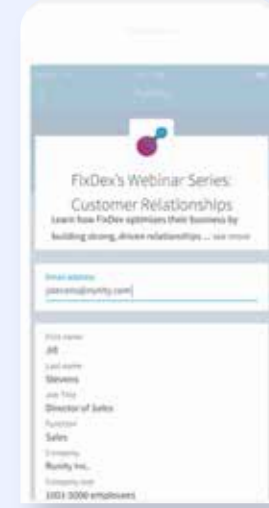 FixDex's Webinar Series:
Customer Relationships
Learn how FixDex optimizes their business by
building strong, driven relationships ... see more
Email address
jstevens@runity.com
First name
Jill
Last name
Stevens
Job Title
Director of Sales
Function
Sales
Company
Runity Inc.
Company size
1001-5000 employees